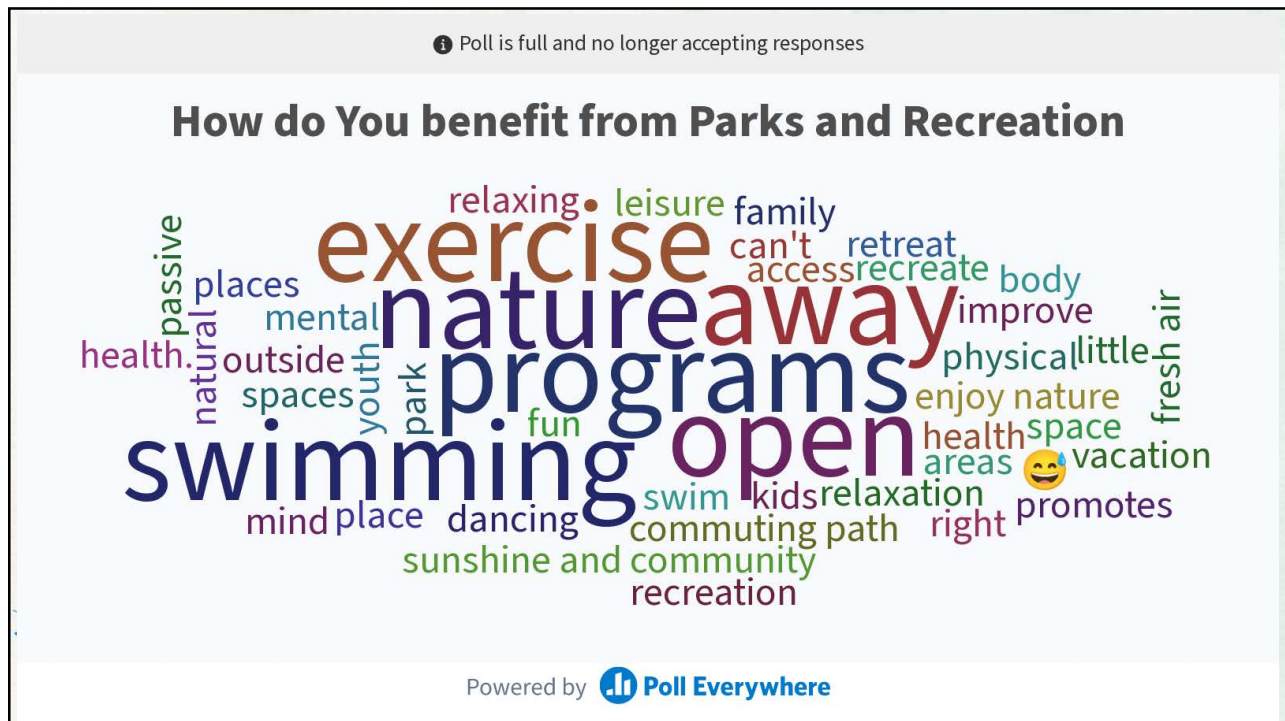 Poll is full and no longer accepting responses
How do You benefit from Parks and Recreation
relaxing
leisure
family
exercise
can't
retreat
passive
places
access
recreate
body
nature
away
improve
mental
natural
health.
outside
youth
park
programs
physical
little
fresh air
spaces
fun
enjoy nature
swimming
open
health
space
areas
😅
vacation
swim
kids
relaxation
promotes
mind
place
dancing
commuting path
right
sunshine and community
recreation
Powered by Poll Everywhere